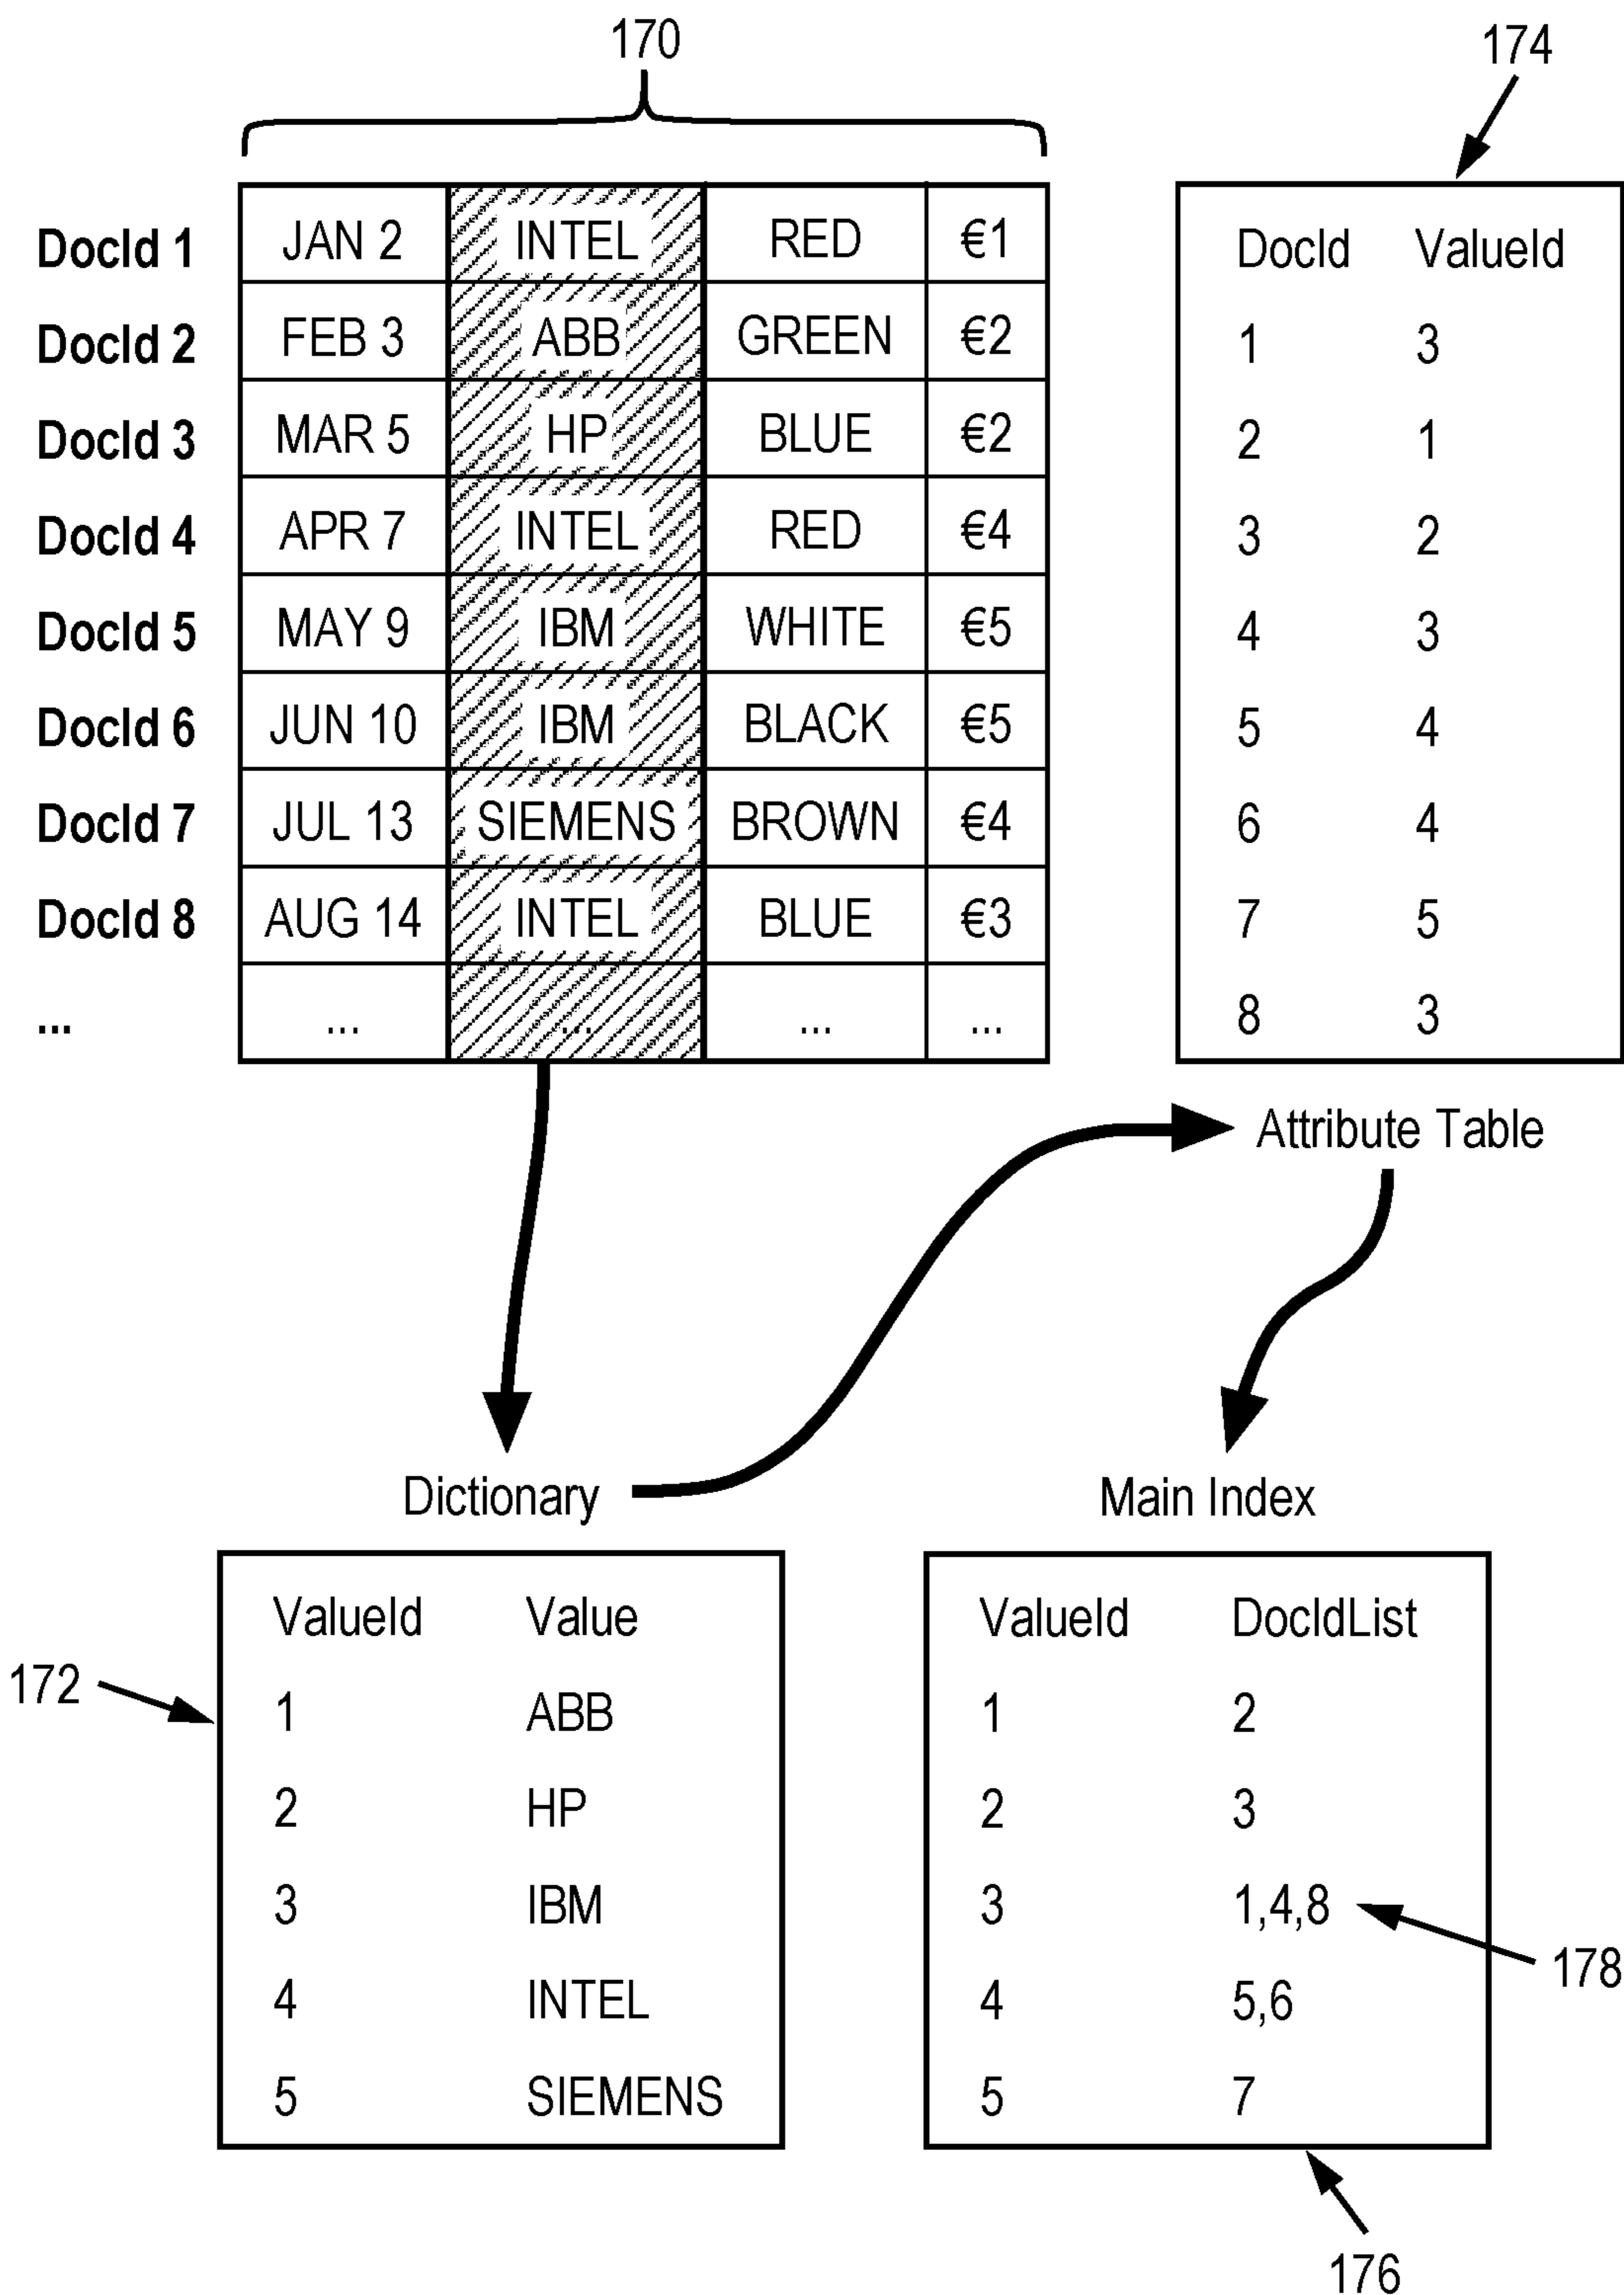 170
174
DocId 1 JAN 2 INTEL RED €1
DocId 2 FEB 3 ABB GREEN €2
DocId 3 MAR 5 HP BLUE €2
DocId 4 APR 7 INTEL RED €4
DocId 5 MAY 9 IBM WHITE €5
DocId 6 JUN 10 IBM BLACK €5
DocId 7 JUL 13 SIEMENS BROWN €4
DocId 8 AUG 14 INTEL BLUE €3
... ... ... ... ...
DocId ValueId
1 3
2 1
3 2
4 3
5 4
6 4
7 5
8 3
Attribute Table
Dictionary
ValueId Value
1 ABB
2 HP
3 IBM
4 INTEL
5 SIEMENS
172
Main Index
ValueId DocIdList
1 2
2 3
3 1,4,8
4 5,6
5 7
178
176